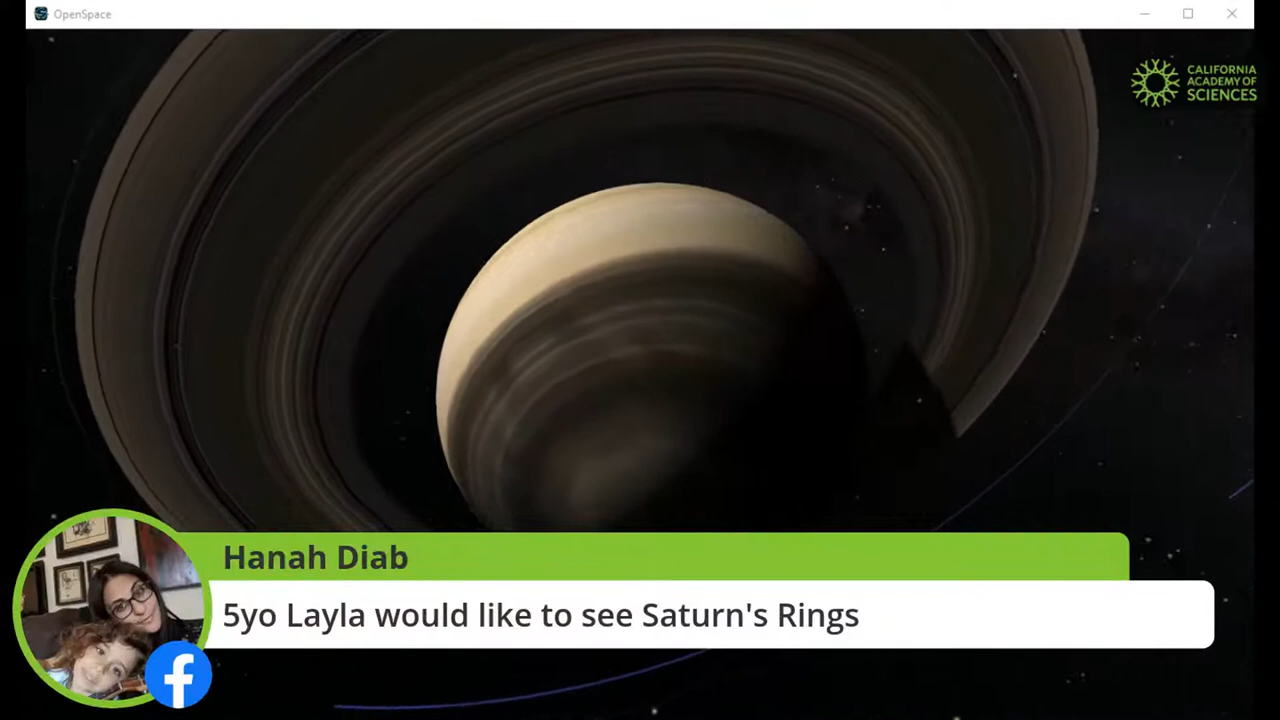 OpenSpace
CALIFORNIA
ACADEMY OF
SCIENCES
Hanah Diab
5yo Layla would like to see Saturn's Rings